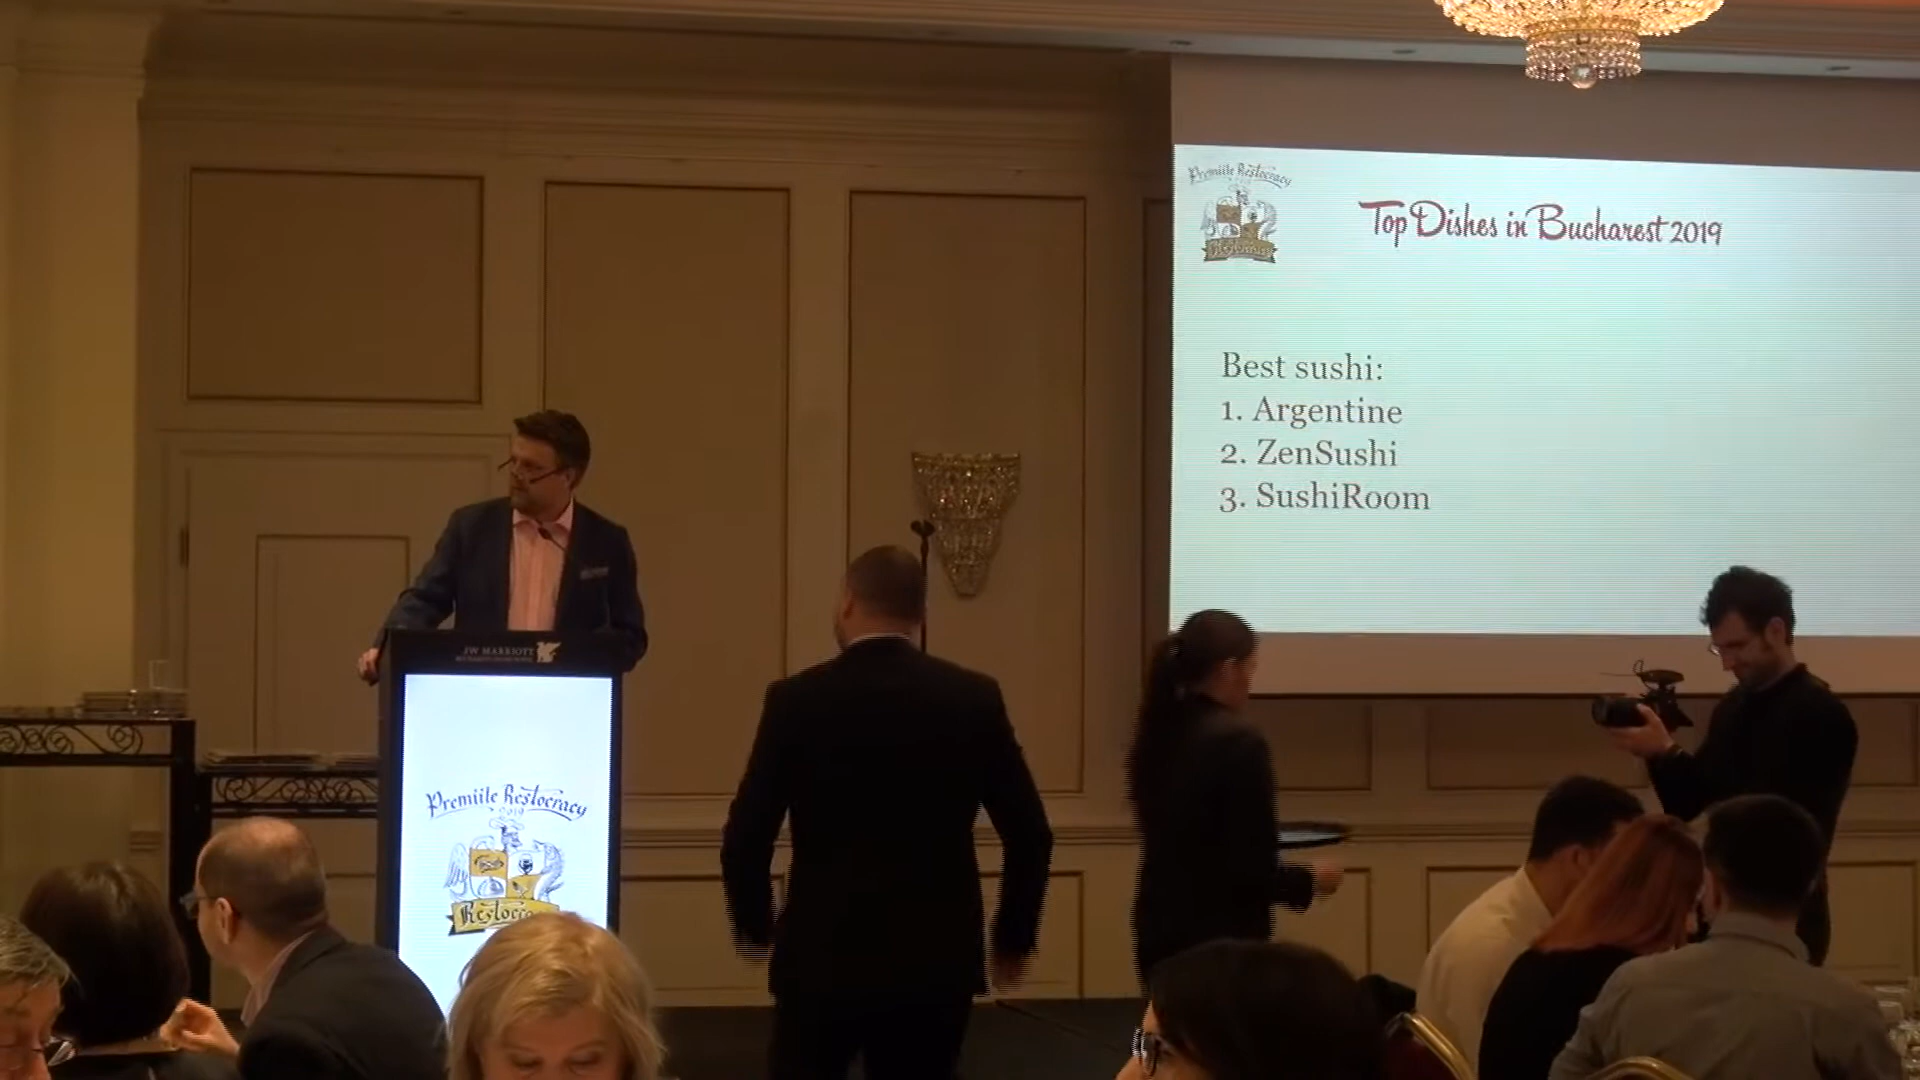 Premiile Restocracy
Top Dishes in Bucharest 2019
Best sushi:
1. Argentine
2. ZenSushi
3. SushiRoom
JW MARRIOTT
Premiile Restocracy
2019